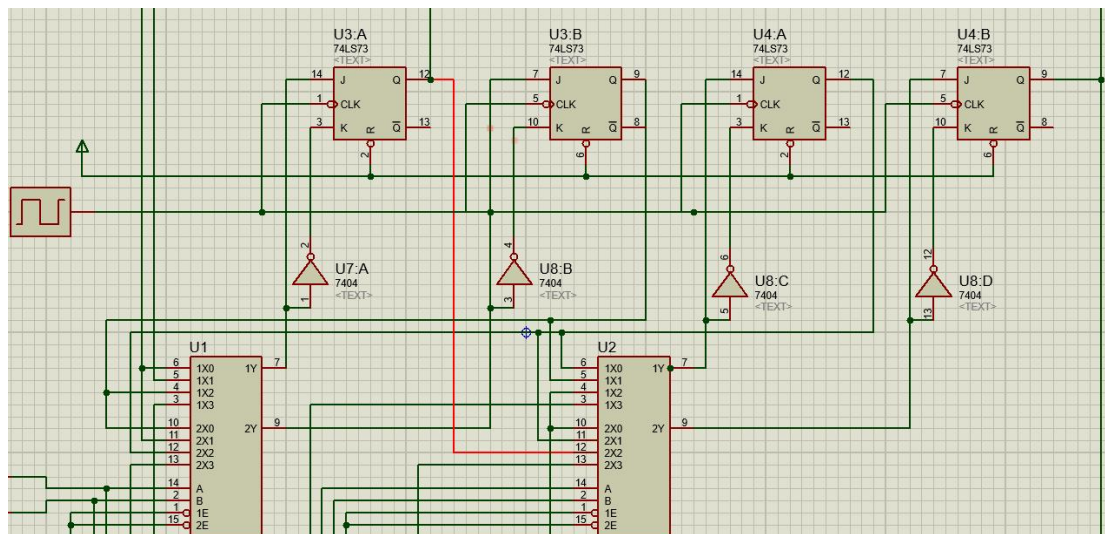 U3:A
74LS73
<TEXT>
14 J Q 12
1 CLK
3 K Q 13
R
2
U3:B
74LS73
<TEXT>
7 J Q 9
5 CLK
10 K Q 8
R
6
U4:A
74LS73
<TEXT>
14 J Q 12
1 CLK
3 K Q 13
R
2
U4:B
74LS73
<TEXT>
7 J Q 9
5 CLK
10 K Q 8
R
6
2
U7:A
7404
<TEXT>
1
4
U8:B
7404
<TEXT>
3
6
U8:C
7404
<TEXT>
5
12
U8:D
7404
<TEXT>
13
U1
6 1X0 1Y 7
5 1X1
4 1X2
3 1X3
10 2X0 2Y 9
11 2X1
12 2X2
13 2X3
14 A
2 B
1 1E
15 2E
U2
6 1X0 1Y 7
5 1X1
4 1X2
3 1X3
10 2X0 2Y 9
11 2X1
12 2X2
13 2X3
14 A
2 B
1 1E
15 2E